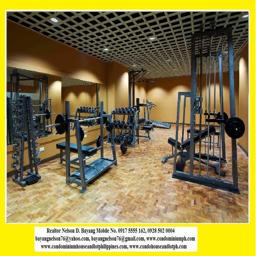 Realtor Nelson D. Bayang Mobile No. 0917 5555 162, 0928 502 0004
bayangnelson76@yahoo.com, bayangnelson76@gmail.com, www.condominiumph.com
www.condominiumhouseandlotphilippines.com, www.condohouseandlotph.com